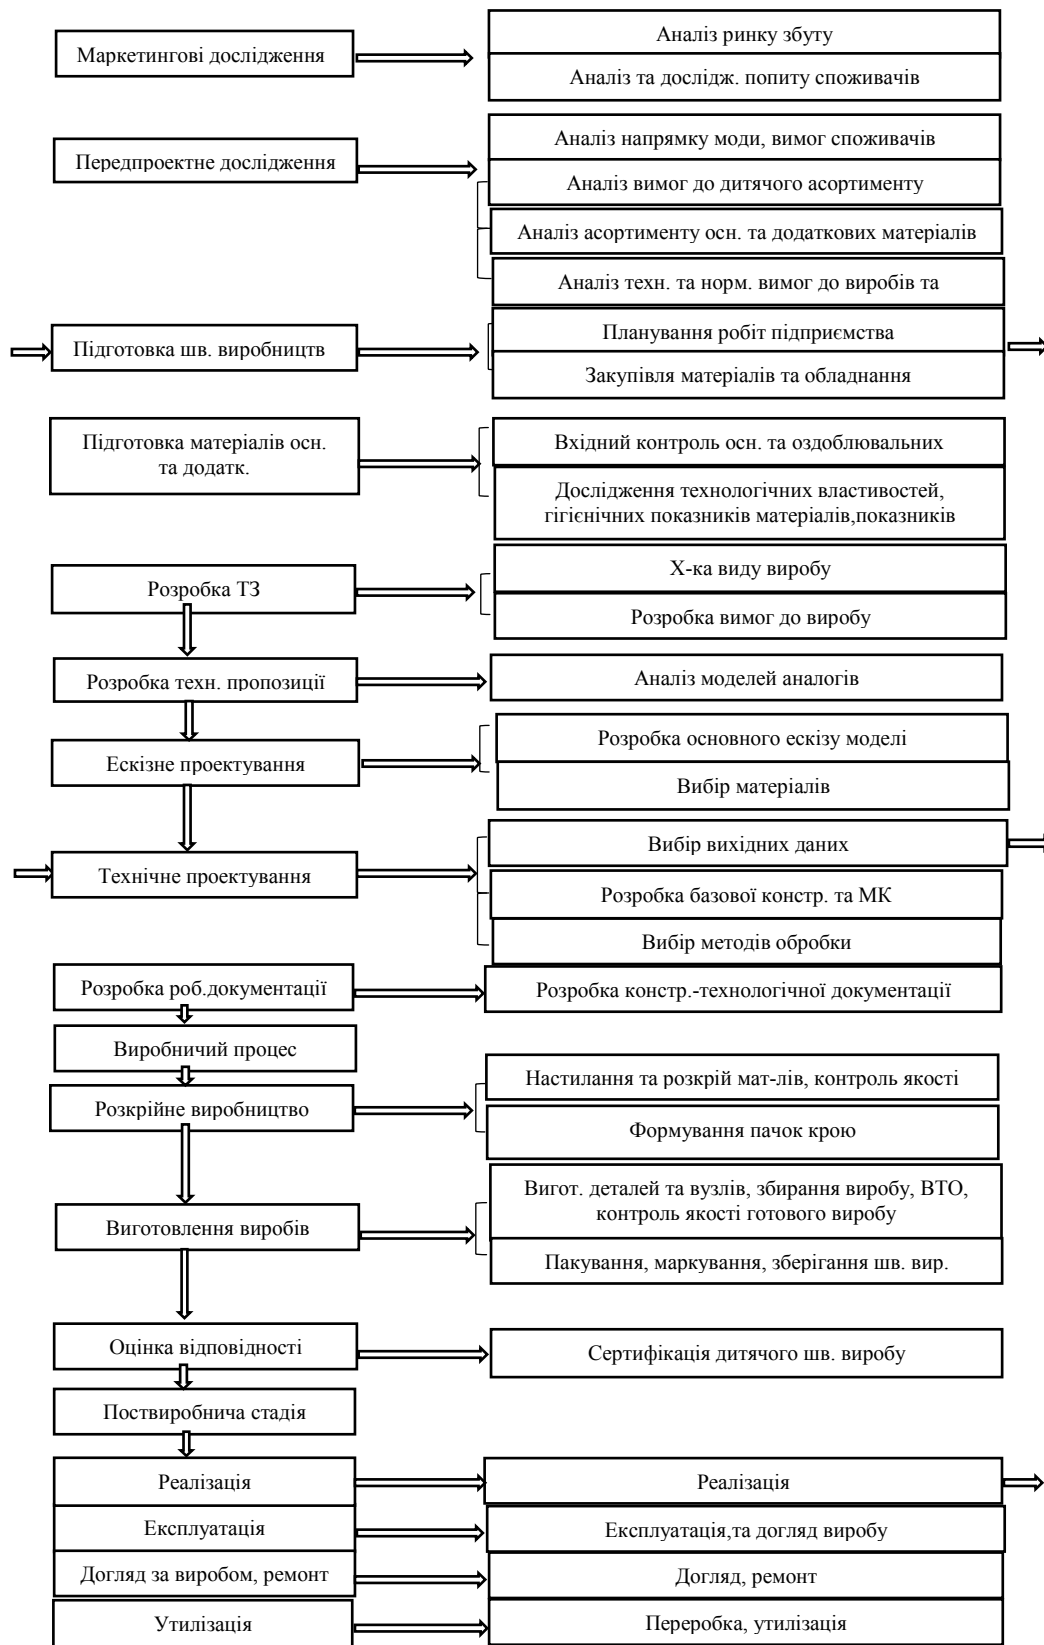 Маркетингові дослідження
Аналіз ринку збуту
Аналіз та дослідж. попиту споживачів
Передпроектне дослідження
Аналіз напрямку моди, вимог споживачів
Аналіз вимог до дитячого асортименту
Аналіз асортименту осн. та додаткових матеріалів
Аналіз техн. та норм. вимог до виробів та
Підготовка шв. виробництв
Планування робіт підприємства
Закупівля матеріалів та обладнання
Підготовка матеріалів осн.
та додатк.
Вхідний контроль осн. та оздоблювальних
Дослідження технологічних властивостей,
гігієнічних показників матеріалів,показників
Розробка ТЗ
Х-ка виду виробу
Розробка вимог до виробу
Розробка техн. пропозиції
Аналіз моделей аналогів
Ескізне проектування
Розробка основного ескізу моделі
Вибір матеріалів
Технічне проектування
Вибір вихідних даних
Розробка базової констр. та МК
Вибір методів обробки
Розробка роб.документації
Розробка констр.-технологічної документації
Виробничий процес
Розкрійне виробництво
Настилання та розкрій мат-лів, контроль якості
Формування пачок крою
Виготовлення виробів
Вигот. деталей та вузлів, збирання виробу, ВТО,
контроль якості готового виробу
Пакування, маркування, зберігання шв. вир.
Оцінка відповідності
Сертифікація дитячого шв. виробу
Поствиробнича стадія
Реалізація
Реалізація
Експлуатація
Експлуатація,та догляд виробу
Догляд за виробом, ремонт
Догляд, ремонт
Утилізація
Переробка, утилізація